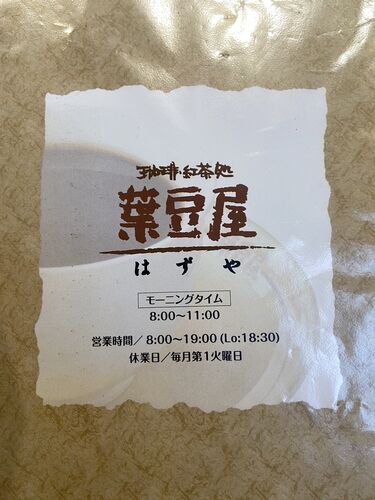 珈琲・紅茶処
葉豆屋
はずや
モーニングタイム
8:00~11:00
営業時間/8:00~19:00 (Lo:18:30)
休業日/毎月第1火曜日